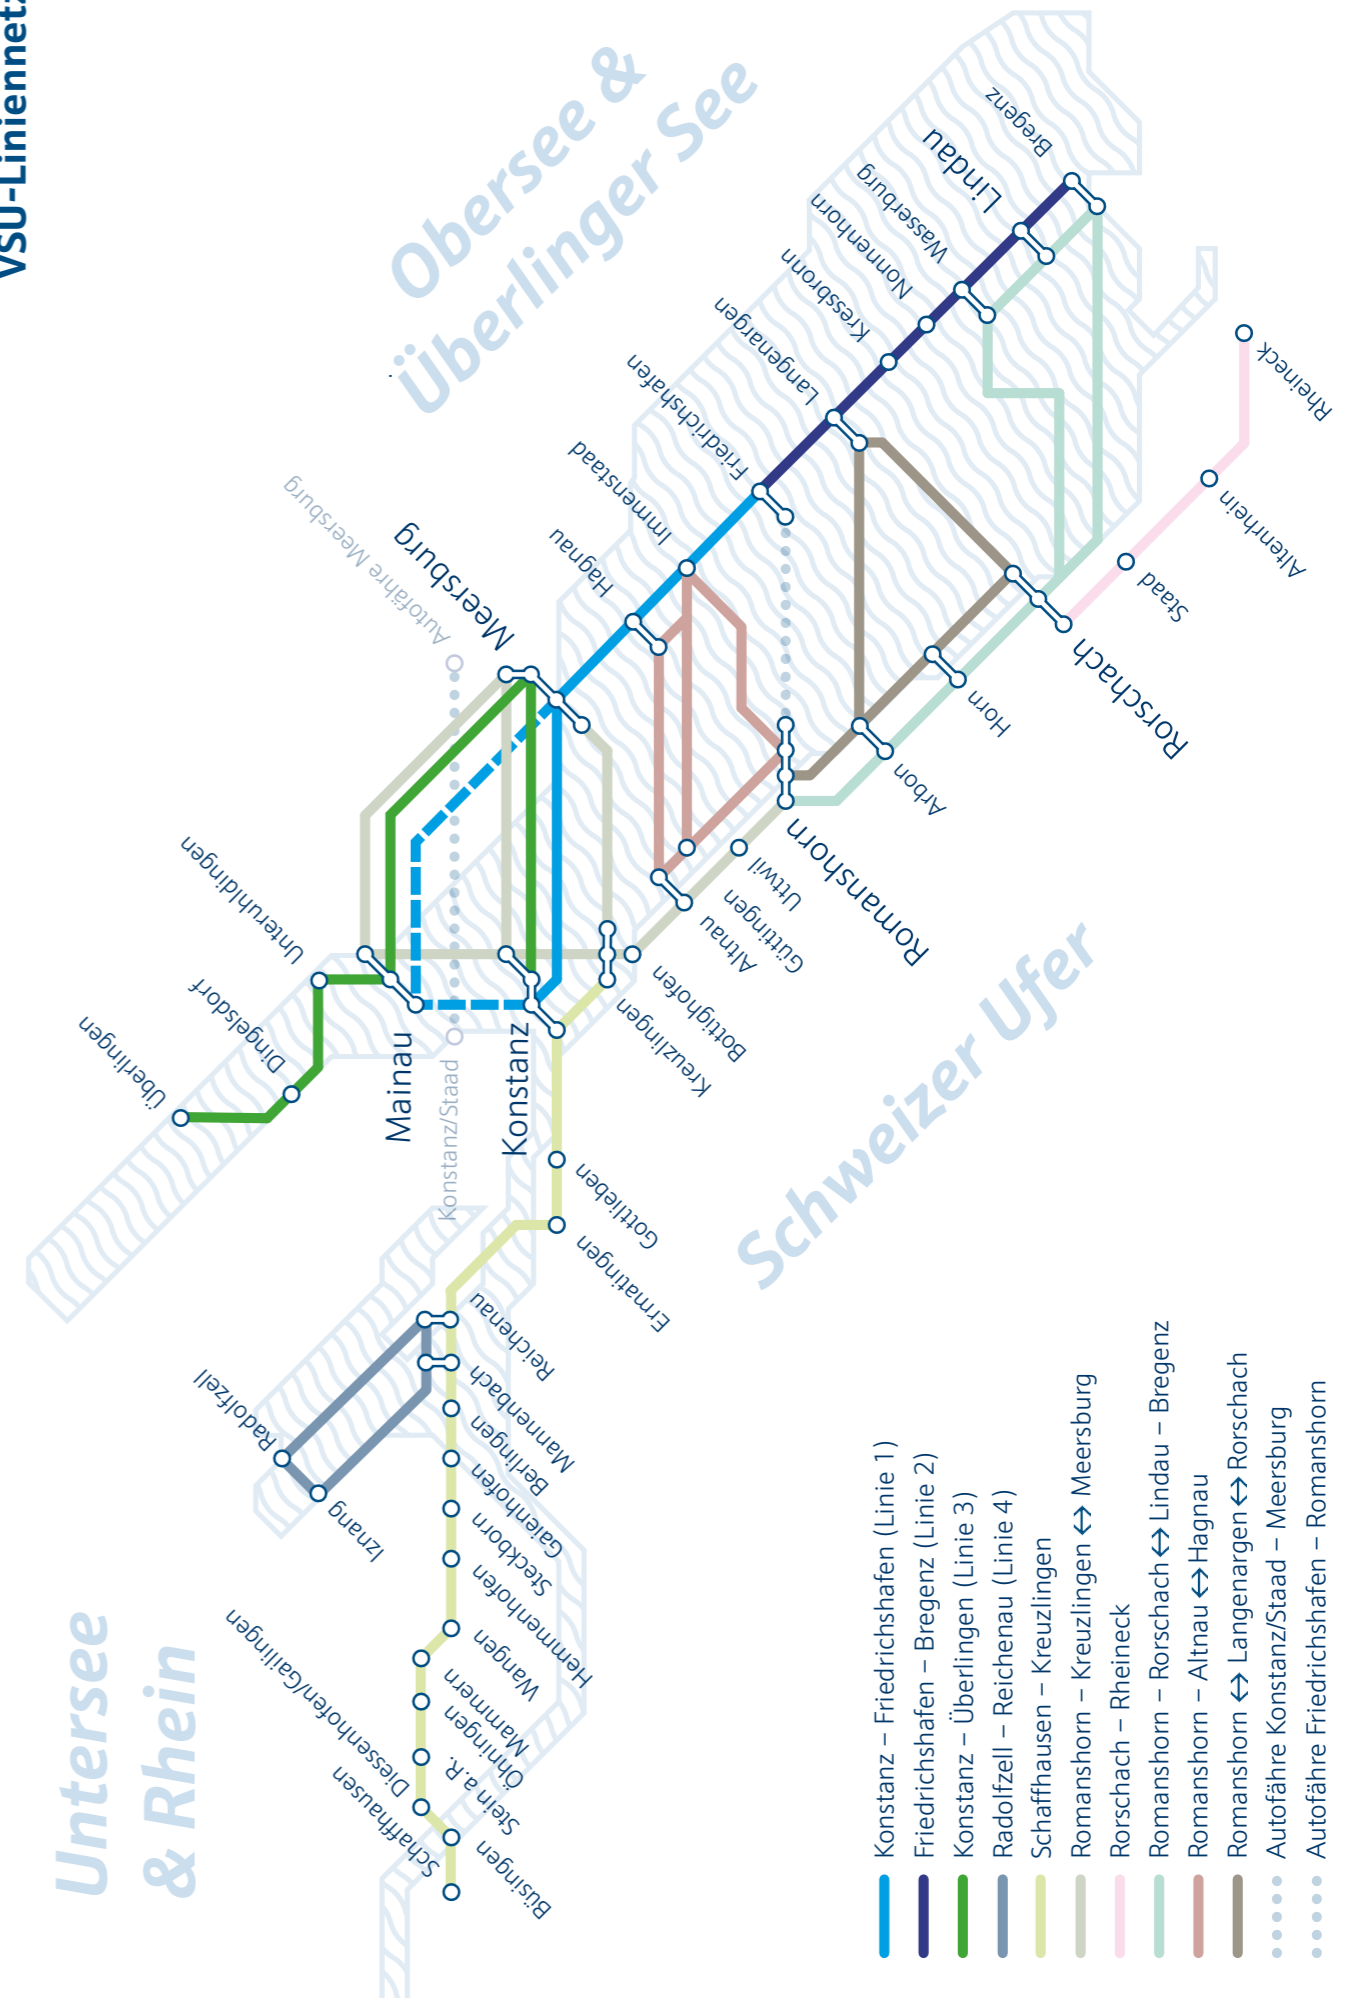 VSU-Liniennetz
Obersee &
Überlinger See
Untersee
& Rhein
Schweizer Ufer
Überlingen
Dingelsdorf
Unteruhldingen
Mainau
Konstanz/Staad
Konstanz
Autofähre Meersburg
Meersburg
Hagnau
Immenstaad
Friedrichshafen
Langenargen
Kressbronn
Nonnenhorn
Wasserburg
Lindau
Bregenz
Rheineck
Altenrhein
Staad
Rorschach
Horn
Arbon
Romanshorn
Uttwil
Güttingen
Altnau
Bottighofen
Kreuzlingen
Gottlieben
Ermatingen
Reichenau
Mannenbach
Berlingen
Gaienhofen
Steckborn
Hemmenhofen
Wangen
Mammern
Öhningen
Stein a.R.
Diessenhofen/Gailingen
Büsingen
Schaffhausen
Radolfzell
Iznang
Konstanz – Friedrichshafen (Linie 1)
Friedrichshafen – Bregenz (Linie 2)
Konstanz – Überlingen (Linie 3)
Radolfzell – Reichenau (Linie 4)
Schaffhausen – Kreuzlingen
Romanshorn – Kreuzlingen ↔ Meersburg
Rorschach – Rheineck
Romanshorn – Rorschach ↔ Lindau – Bregenz
Romanshorn – Altnau ↔ Hagnau
Romanshorn ↔ Langenargen ↔ Rorschach
Autofähre Konstanz/Staad – Meersburg
Autofähre Friedrichshafen – Romanshorn